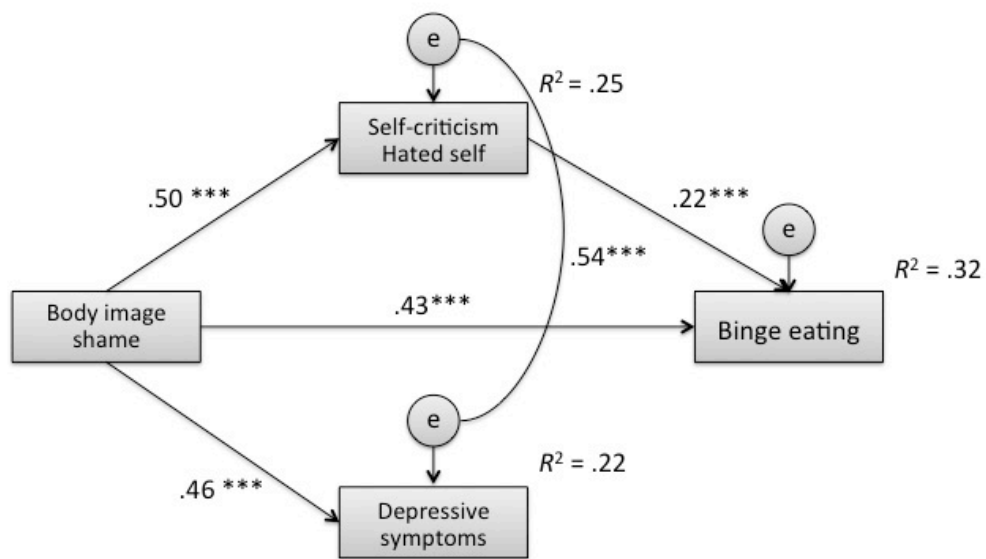 e
R² = .25
Self-criticism
Hated self
.50 ***
.22***
e
.54***
R² = .32
Body image
shame
.43***
Binge eating
e
R² = .22
.46 ***
Depressive
symptoms